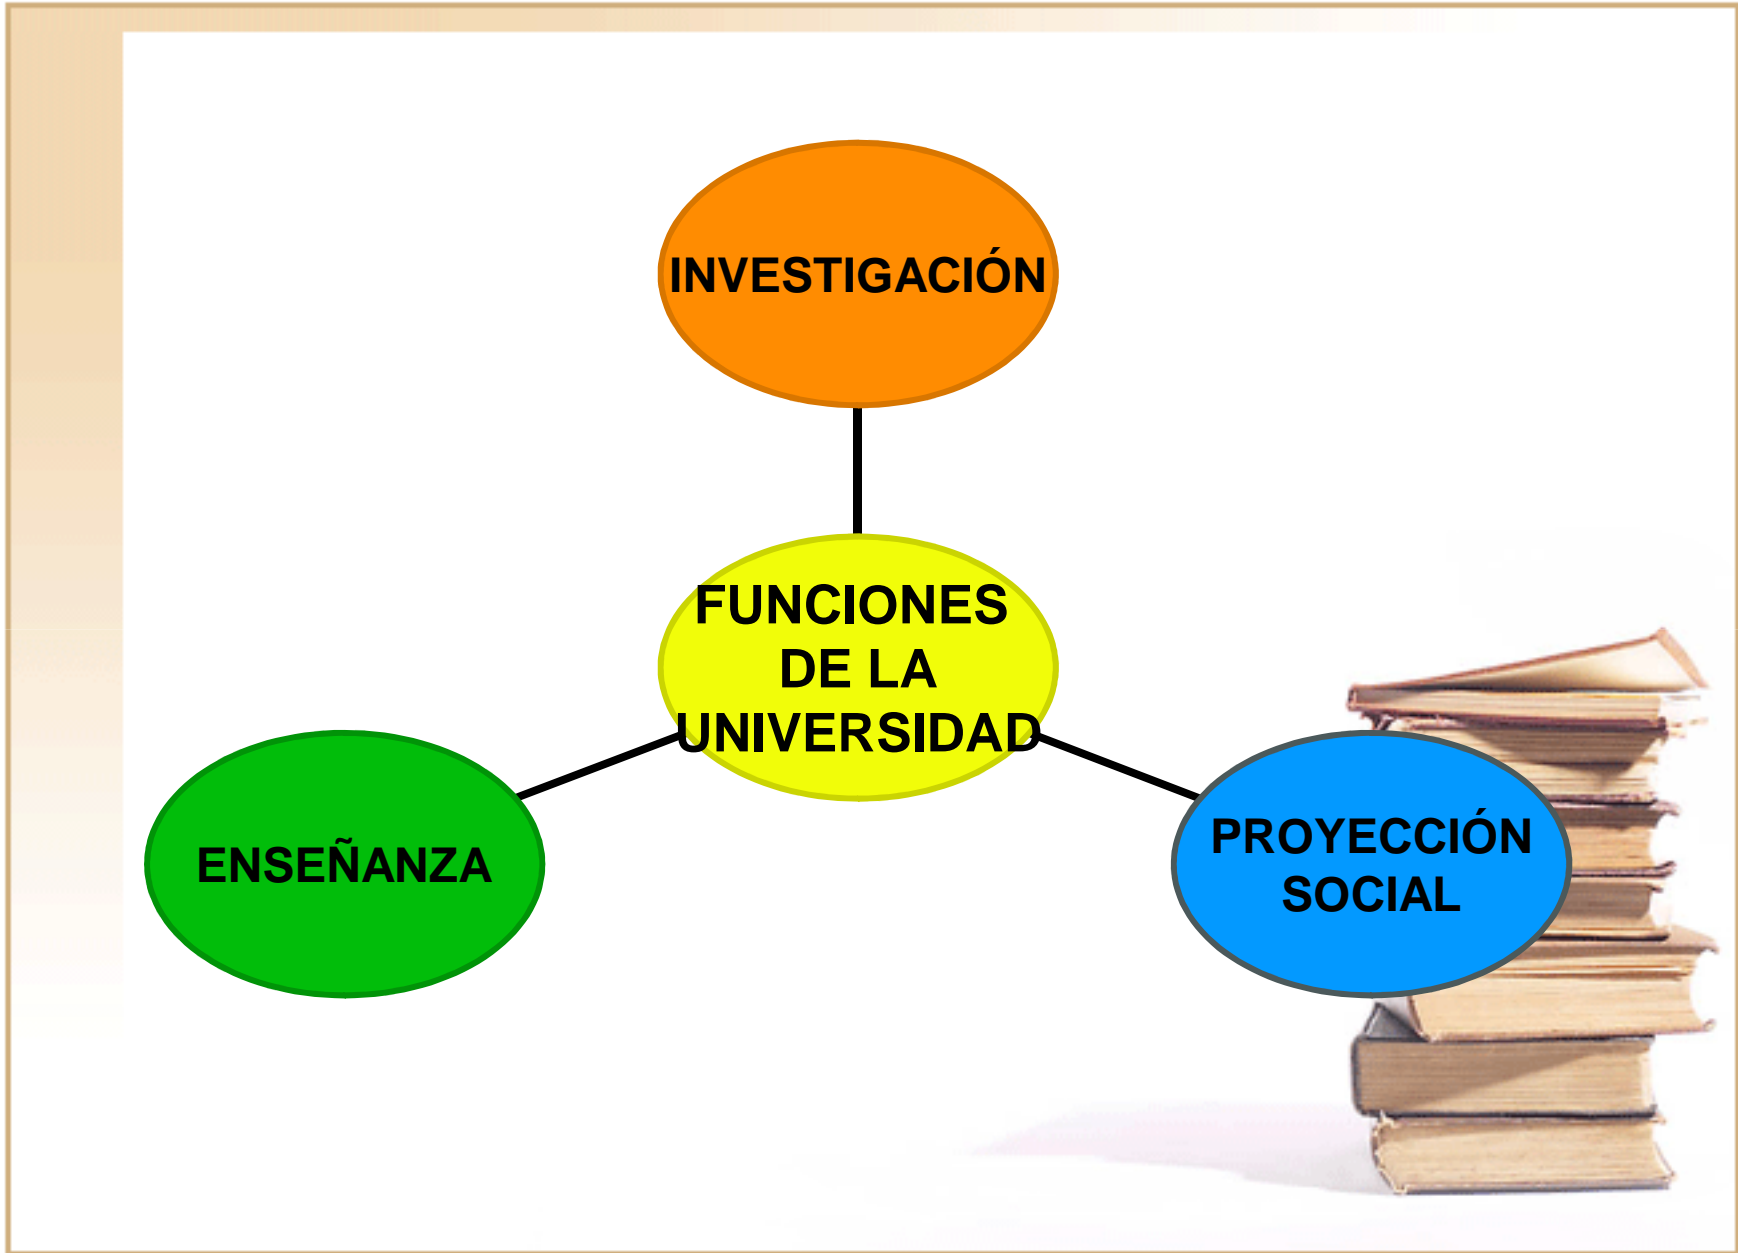 INVESTIGACIÓN
FUNCIONES
DE LA
UNIVERSIDAD
ENSEÑANZA
PROYECCIÓN
SOCIAL